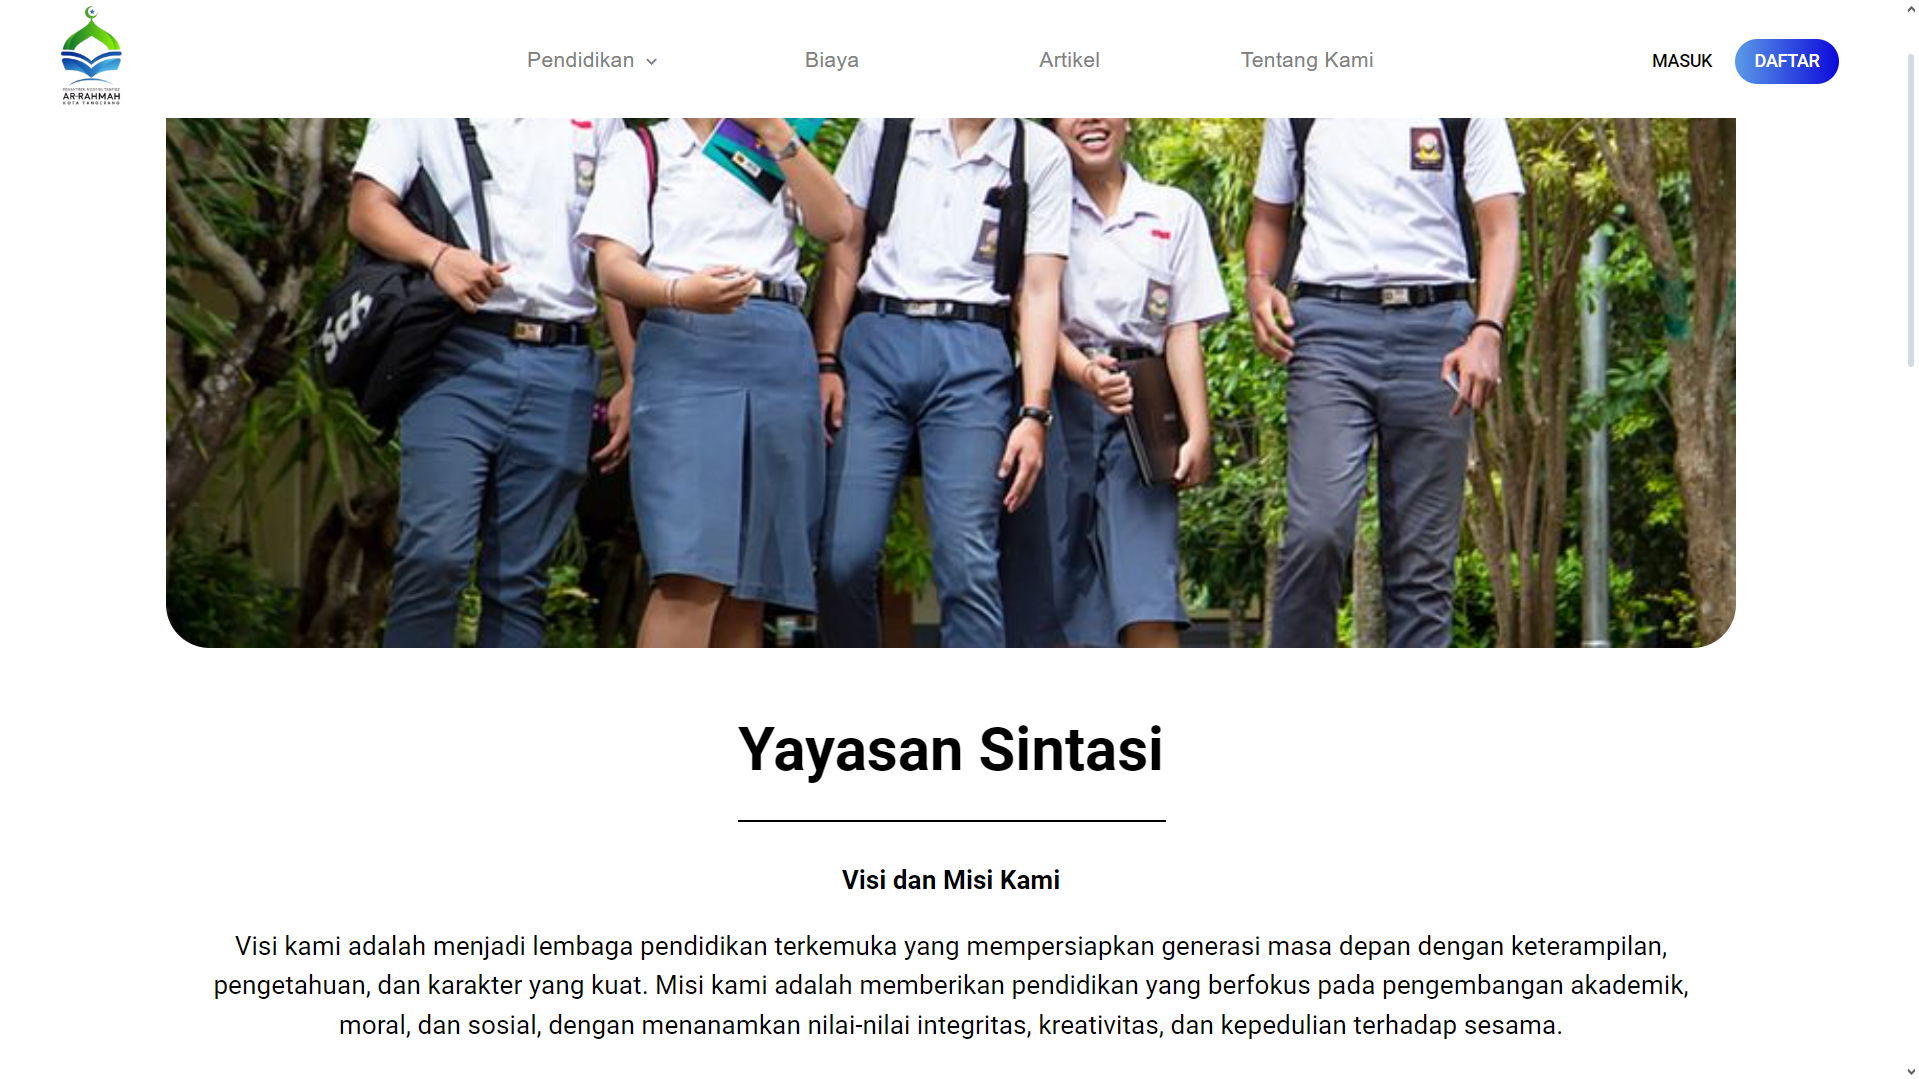 Pendidikan
Biaya
Artikel
Tentang Kami
MASUK
DAFTAR
AR-RAHMAH
KOTA TANGERANG
Sch
Yayasan Sintasi
Visi dan Misi Kami
Visi kami adalah menjadi lembaga pendidikan terkemuka yang mempersiapkan generasi masa depan dengan keterampilan,
pengetahuan, dan karakter yang kuat. Misi kami adalah memberikan pendidikan yang berfokus pada pengembangan akademik,
moral, dan sosial, dengan menanamkan nilai-nilai integritas, kreativitas, dan kepedulian terhadap sesama.